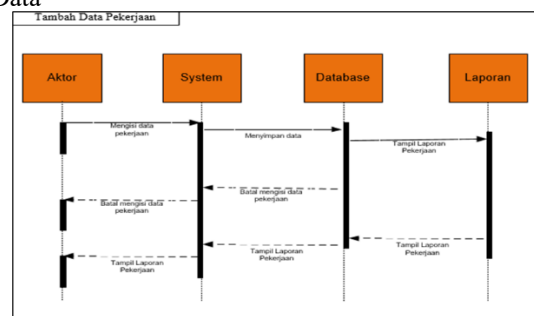 Data
Tambah Data Pekerjaan
Aktor
System
Database
Laporan
Mengisi data
pekerjaan
Menyimpan data
Tampil Laporan
Pekerjaan
Batal mengisi data
pekerjaan
Batal mengisi data
pekerjaan
Tampil Laporan
Pekerjaan
Tampil Laporan
Pekerjaan
Tampil Laporan
Pekerjaan